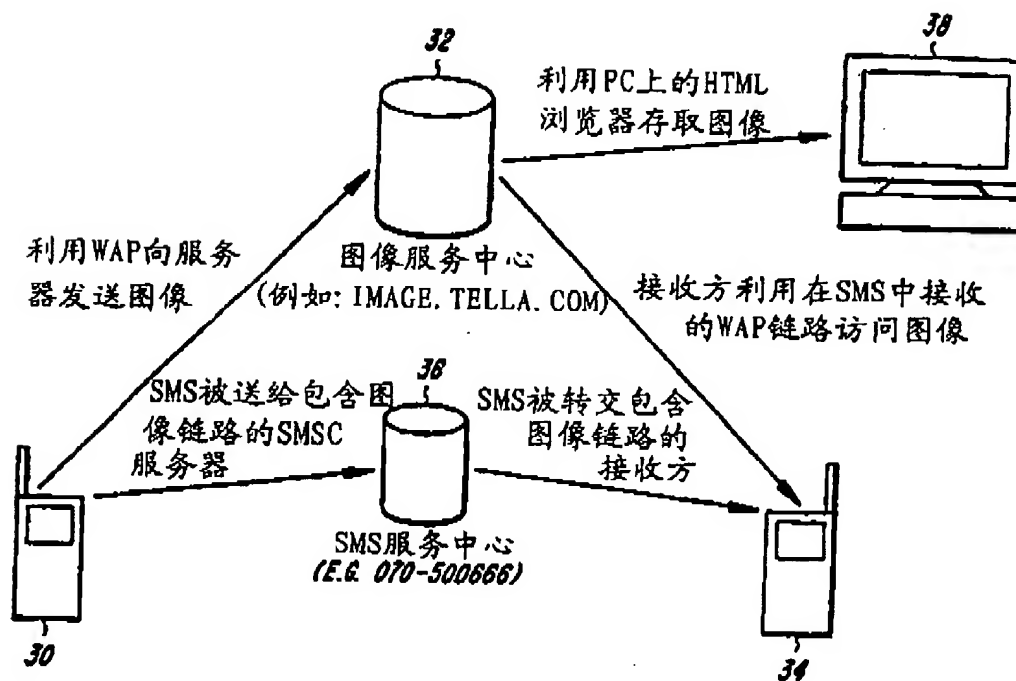 32
38
利用PC上的HTML
浏览器存取图像
利用WAP向服务
器发送图像
图像服务中心
(例如: IMAGE. TELLA. COM)
接收方利用在SMS中接收
的WAP链路访问图像
36
SMS被送给包含图
像链路的SMSC
服务器
SMS被转交包含
图像链路的
接收方
SMS服务中心
(E.G. 070-500666)
30
34